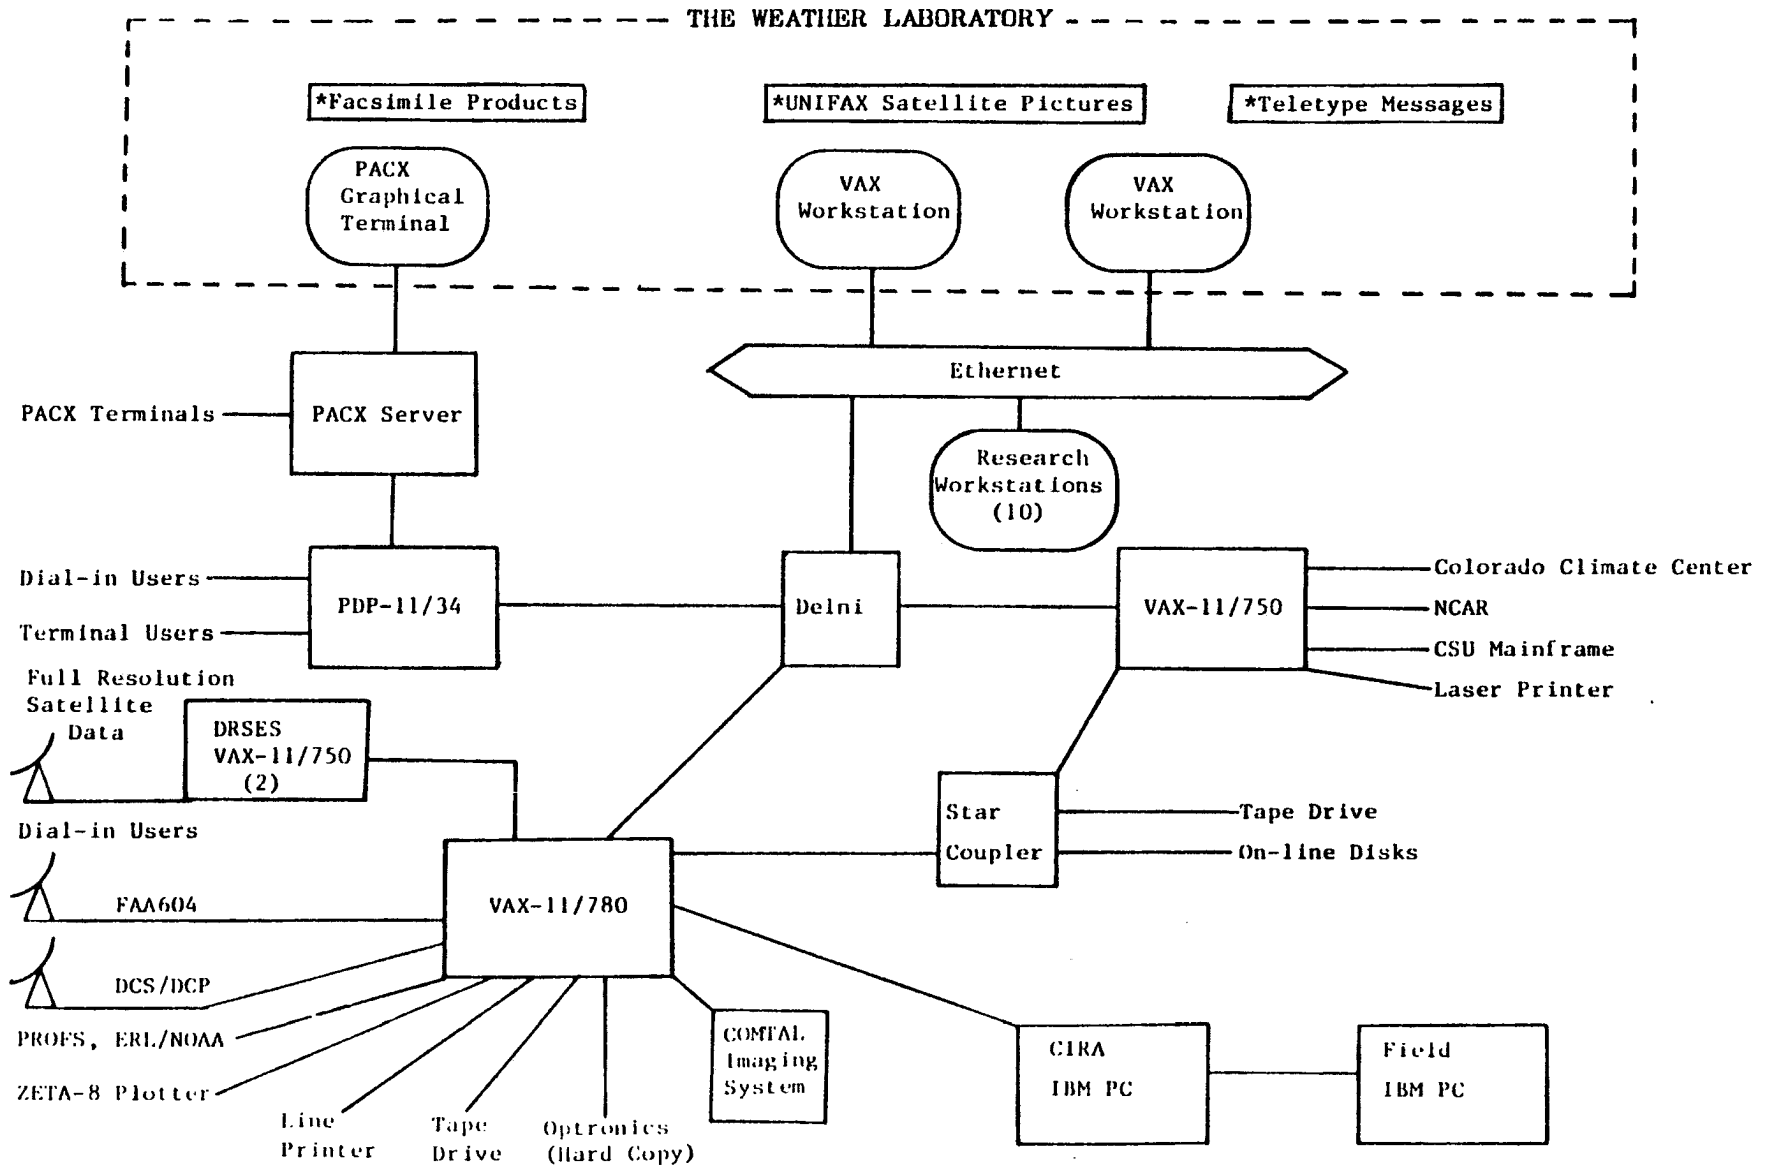 THE WEATHER LABORATORY
*Facsimile Products
*UNIFAX Satellite Pictures
*Teletype Messages
PACX
Graphical
Terminal
VAX
Workstation
VAX
Workstation
Ethernet
PACX Terminals
PACX Server
Research
Workstations
(10)
Dial-in Users
Terminal Users
PDP-11/34
Delni
VAX-11/750
Colorado Climate Center
NCAR
CSU Mainframe
Laser Printer
Full Resolution
Satellite
Data
DRSES
VAX-11/750
(2)
Star
Coupler
Tape Drive
On-line Disks
Dial-in Users
FAA604
VAX-11/780
DCS/DCP
PROFS, ERL/NOAA
ZETA-8 Plotter
Line
Printer
Tape
Drive
Optronics
(Hard Copy)
COMTAL
Imaging
System
CIRA
IBM PC
Field
IBM PC